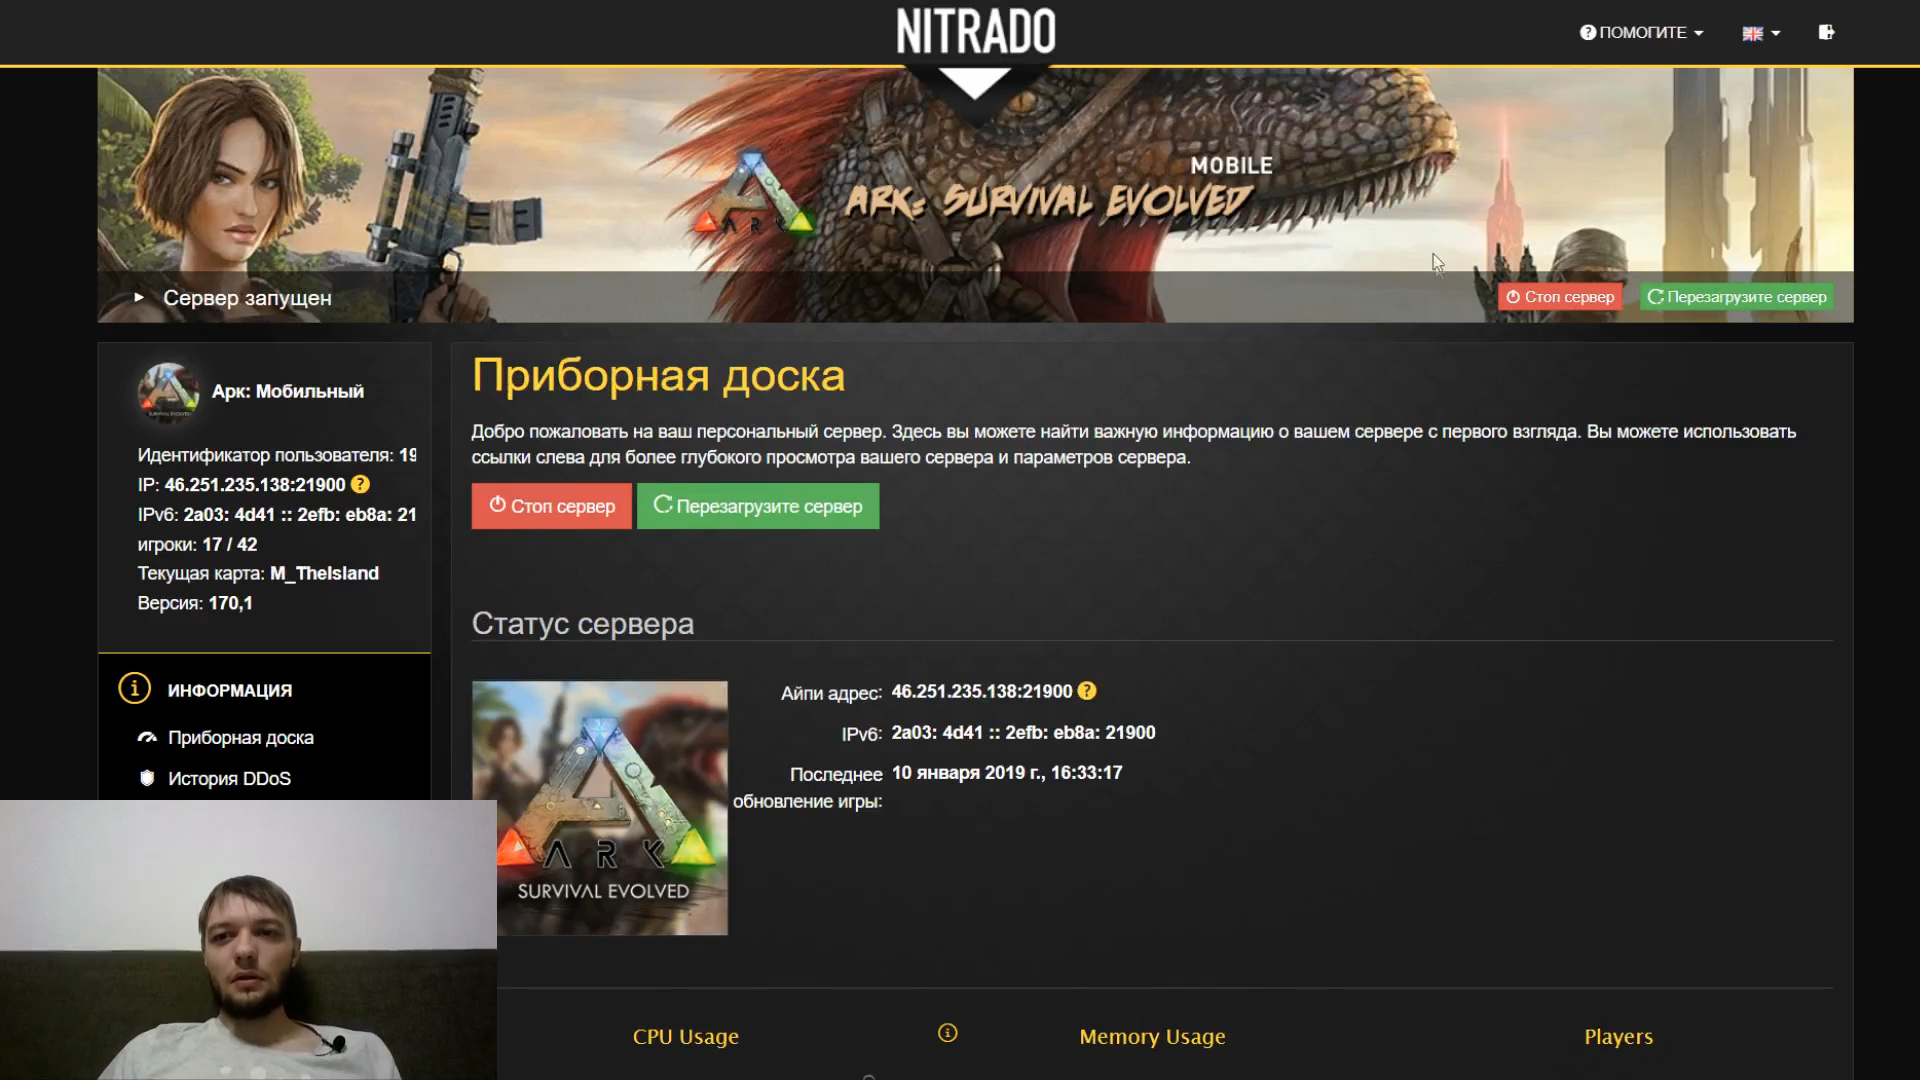 NITRADO
ПОМОГИТЕ
MOBILE
ARK: SURVIVAL EVOLVED
ARK
Сервер запущен
Стоп сервер
Перезагрузите сервер
Арк: Мобильный
Идентификатор пользователя: 19
IP: 46.251.235.138:21900
IPv6: 2a03: 4d41 :: 2efb: eb8a: 21
игроки: 17 / 42
Текущая карта: M_TheIsland
Версия: 170,1
ИНФОРМАЦИЯ
Приборная доска
История DDoS
Приборная доска
Добро пожаловать на ваш персональный сервер. Здесь вы можете найти важную информацию о вашем сервере с первого взгляда. Вы можете использовать
ссылки слева для более глубокого просмотра вашего сервера и параметров сервера.
Стоп сервер
Перезагрузите сервер
Статус сервера
ARK
SURVIVAL EVOLVED
Айпи адрес: 46.251.235.138:21900
IPv6: 2a03: 4d41 :: 2efb: eb8a: 21900
Последнее 10 января 2019 г., 16:33:17
обновление игры:
CPU Usage
Memory Usage
Players